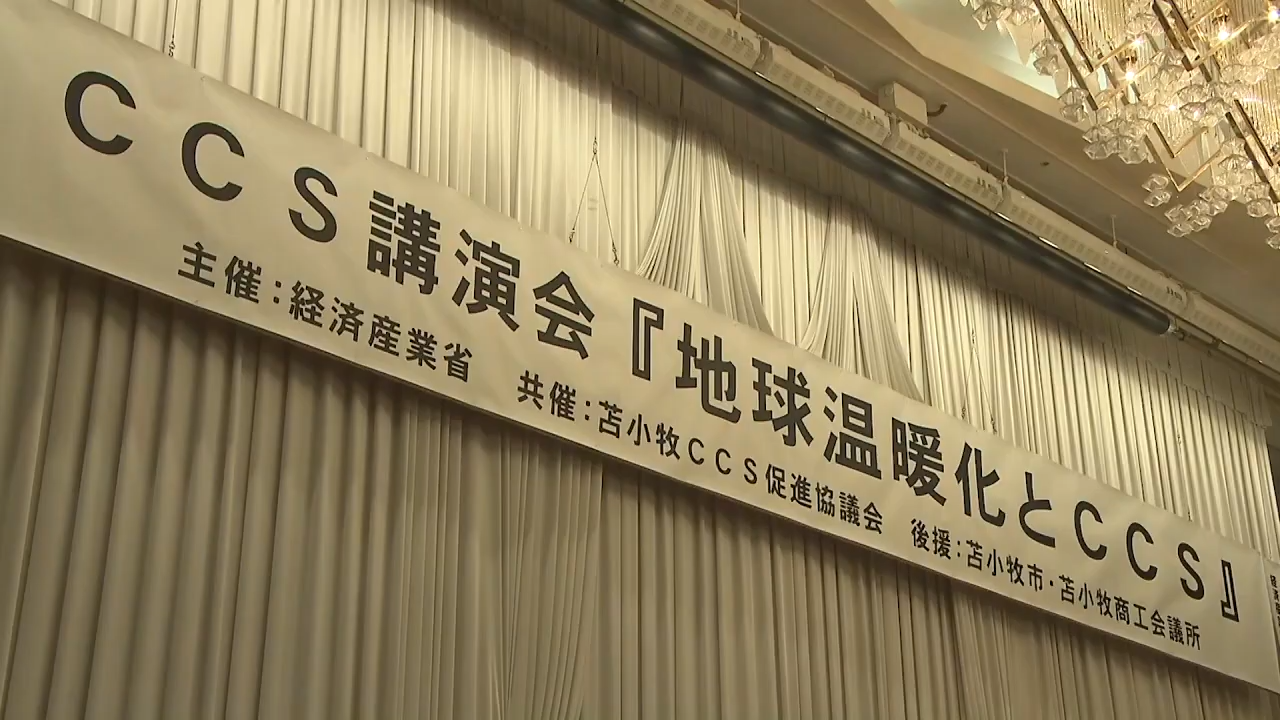 ＣＣＳ講演会『地球温暖化とＣＣＳ』
主催：経済産業省　共催：苫小牧ＣＣＳ促進協議会　後援：苫小牧市・苫小牧商工会議所